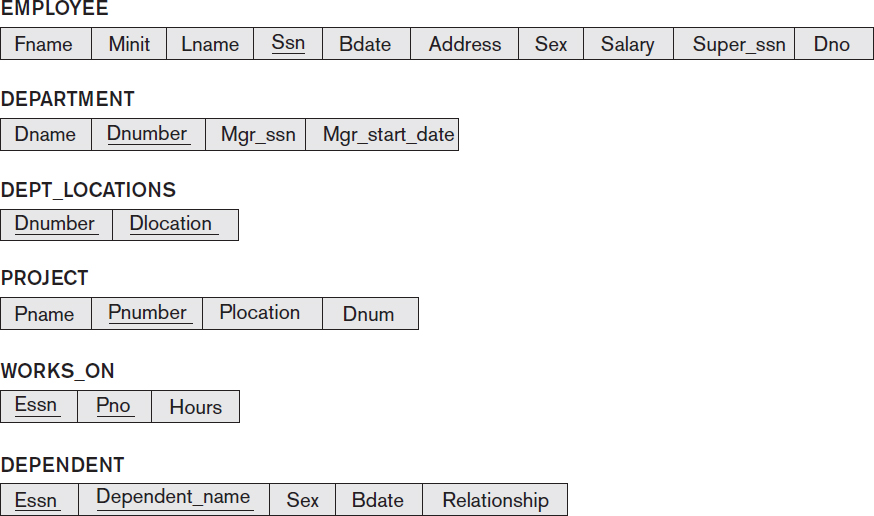 EMPLOYEE
Fname Minit Lname Ssn Bdate Address Sex Salary Super_ssn Dno
DEPARTMENT
Dname Dnumber Mgr_ssn Mgr_start_date
DEPT_LOCATIONS
Dnumber Dlocation
PROJECT
Pname Pnumber Plocation Dnum
WORKS_ON
Essn Pno Hours
DEPENDENT
Essn Dependent_name Sex Bdate Relationship